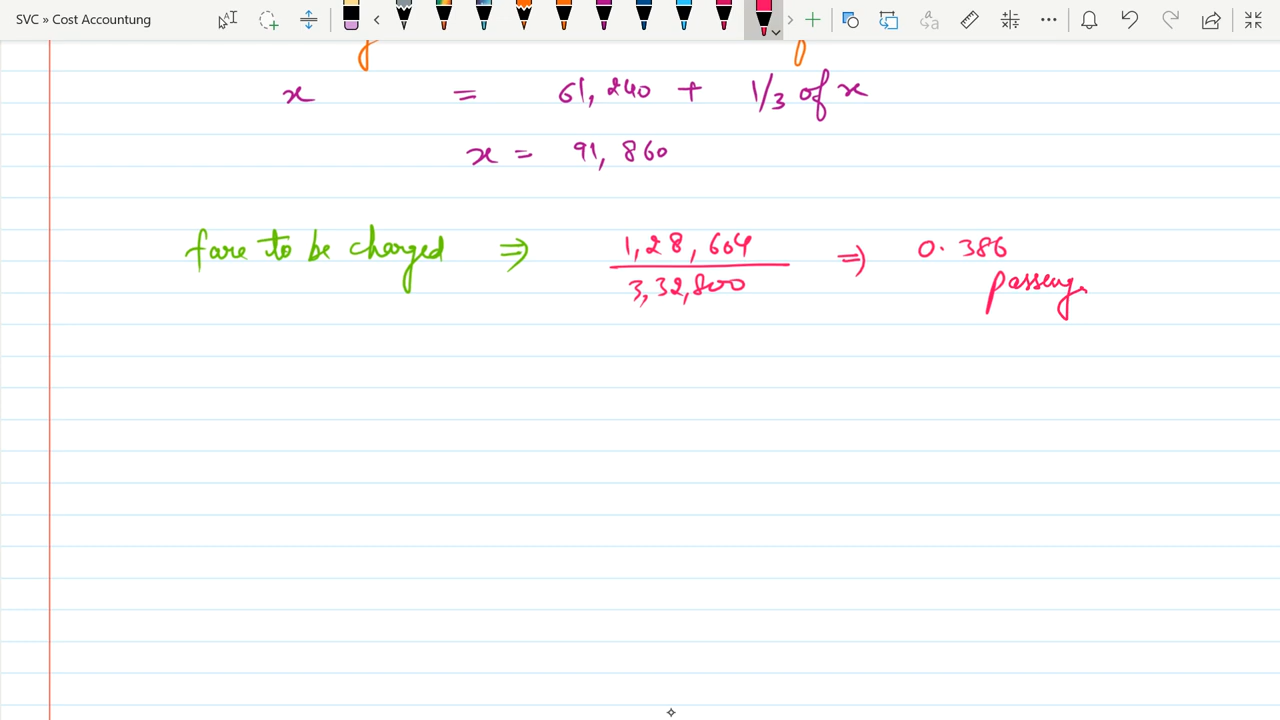 SVC » Cost Accountung
x = 61,240 + 1/3 of x
x = 91,860
fare to be charged ⇒ 1,28,604 / 3,32,800 ⇒ 0.386
passeng.